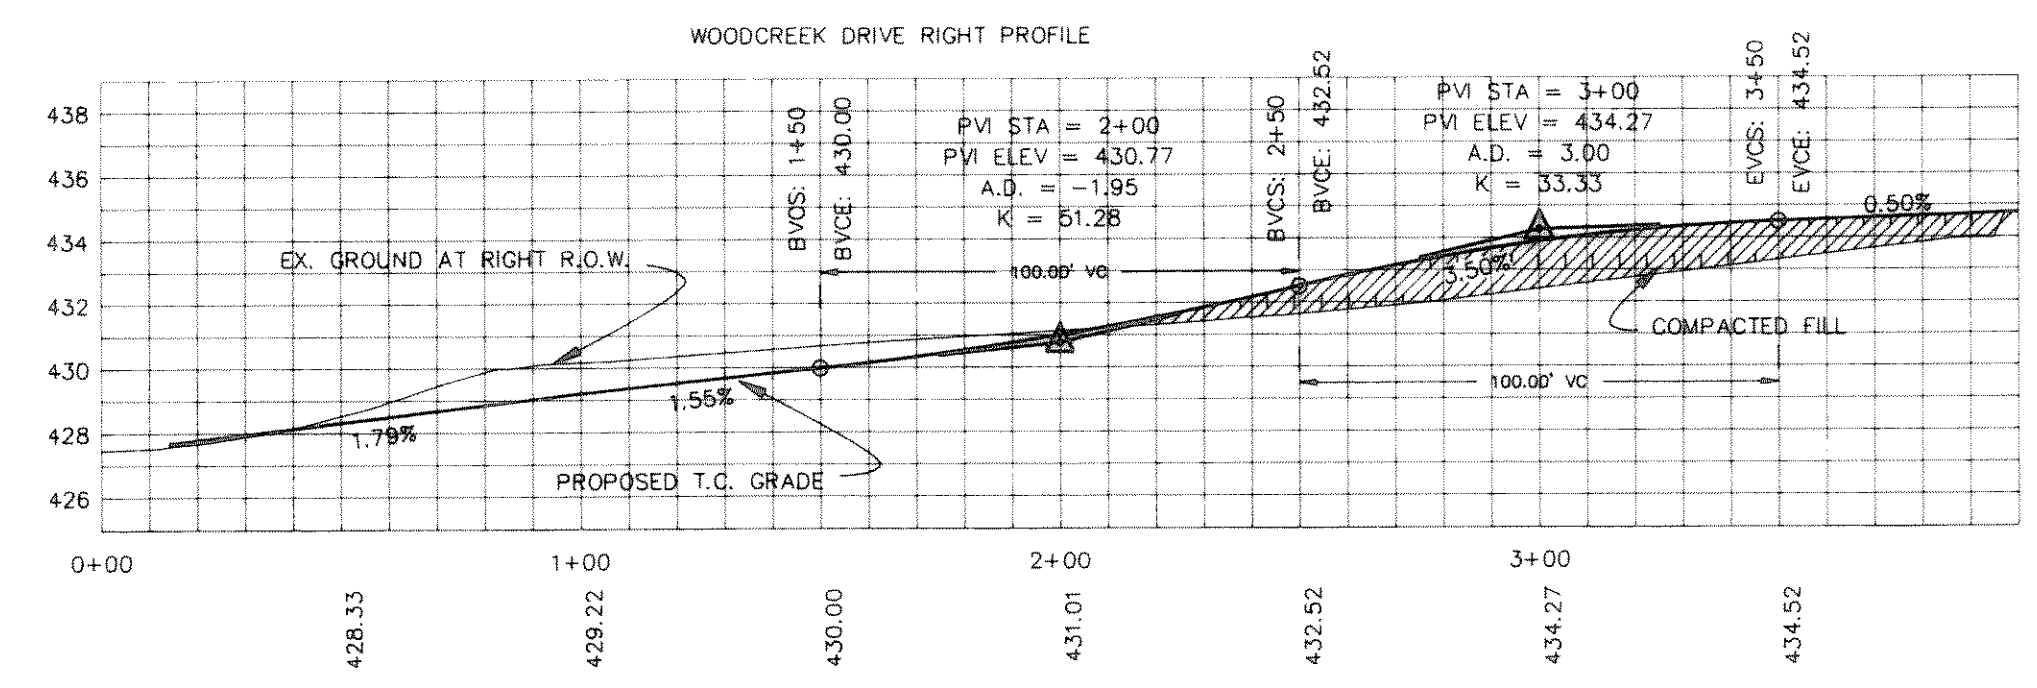 WOODCREEK DRIVE RIGHT PROFILE
438
436
434
432
430
428
426
BVCS: 1+50
BVCE: 430.00
PVI STA = 2+00
PVI ELEV = 430.77
A.D. = -1.95
K = 51.28
BVCS: 2+50
BVCE: 432.52
PVI STA = 3+00
PVI ELEV = 434.27
A.D. = 3.00
K = 33.33
EVCS: 3+50
EVCE: 434.52
0.50%
EX. GROUND AT RIGHT R.O.W.
100.00' VC
3.50%
COMPACTED FILL
100.00' VC
1.55%
1.79%
PROPOSED T.C. GRADE
0+00
1+00
2+00
3+00
428.33
429.22
430.00
431.01
432.52
434.27
434.52